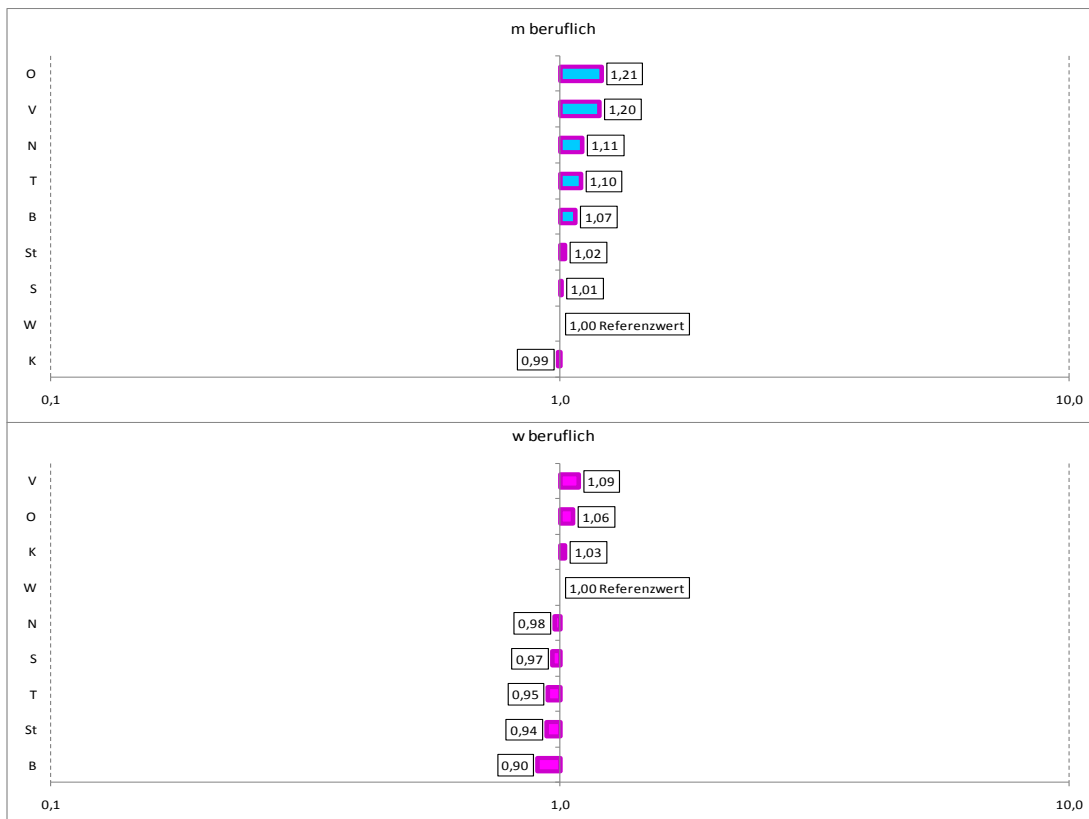 m beruflich
O 1,21
V 1,20
N 1,11
T 1,10
B 1,07
St 1,02
S 1,01
W 1,00 Referenzwert
K 0,99
0,1 1,0 10,0
w beruflich
V 1,09
O 1,06
K 1,03
W 1,00 Referenzwert
N 0,98
S 0,97
T 0,95
St 0,94
B 0,90
0,1 1,0 10,0